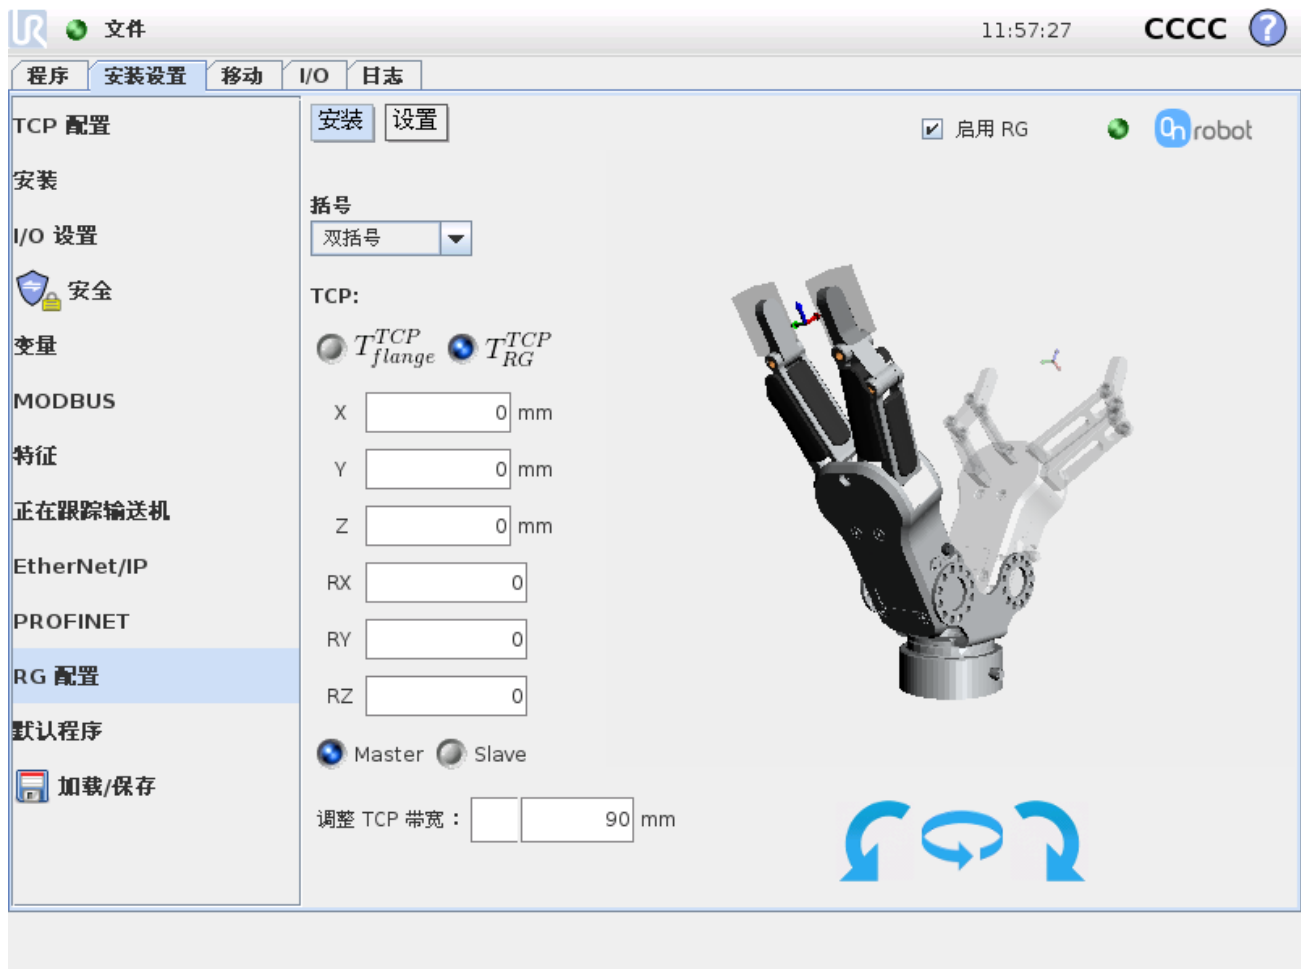 UR 文件 11:57:27 CCCC ?
程序 安装设置 移动 I/O 日志
TCP 配置
安装
I/O 设置
安全
变量
MODBUS
特征
正在跟踪输送机
EtherNet/IP
PROFINET
RG 配置
默认程序
加载/保存
安装 设置
启用 RG
On robot
括号
双括号
TCP:
T^{TCP}_{flange} T^{TCP}_{RG}
X 0 mm
Y 0 mm
Z 0 mm
RX 0
RY 0
RZ 0
Master Slave
调整 TCP 带宽： 90 mm